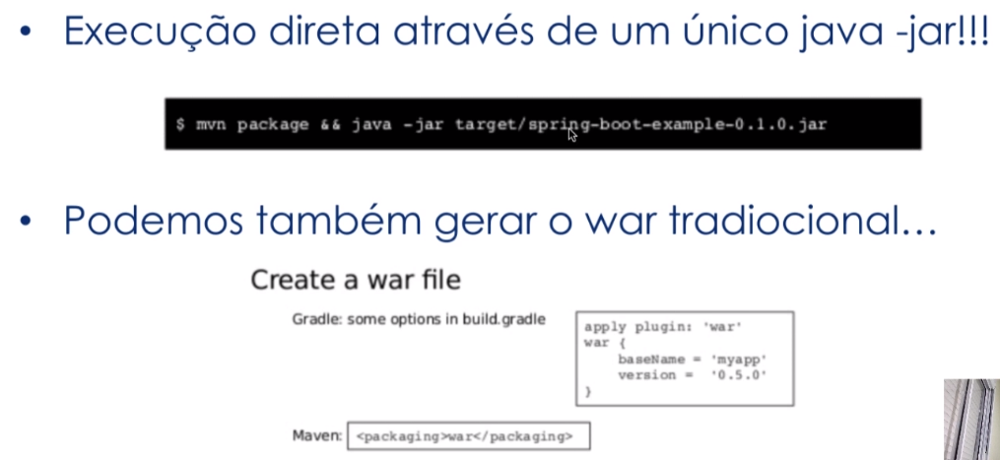 • Execução direta através de um único java -jar!!!
$ mvn package && java -jar target/spring-boot-example-0.1.0.jar
• Podemos também gerar o war tradiocional...
Create a war file
Gradle: some options in build.gradle
apply plugin: 'war'
war {
baseName = 'myapp'
version = '0.5.0'
}
Maven: <packaging>war</packaging>